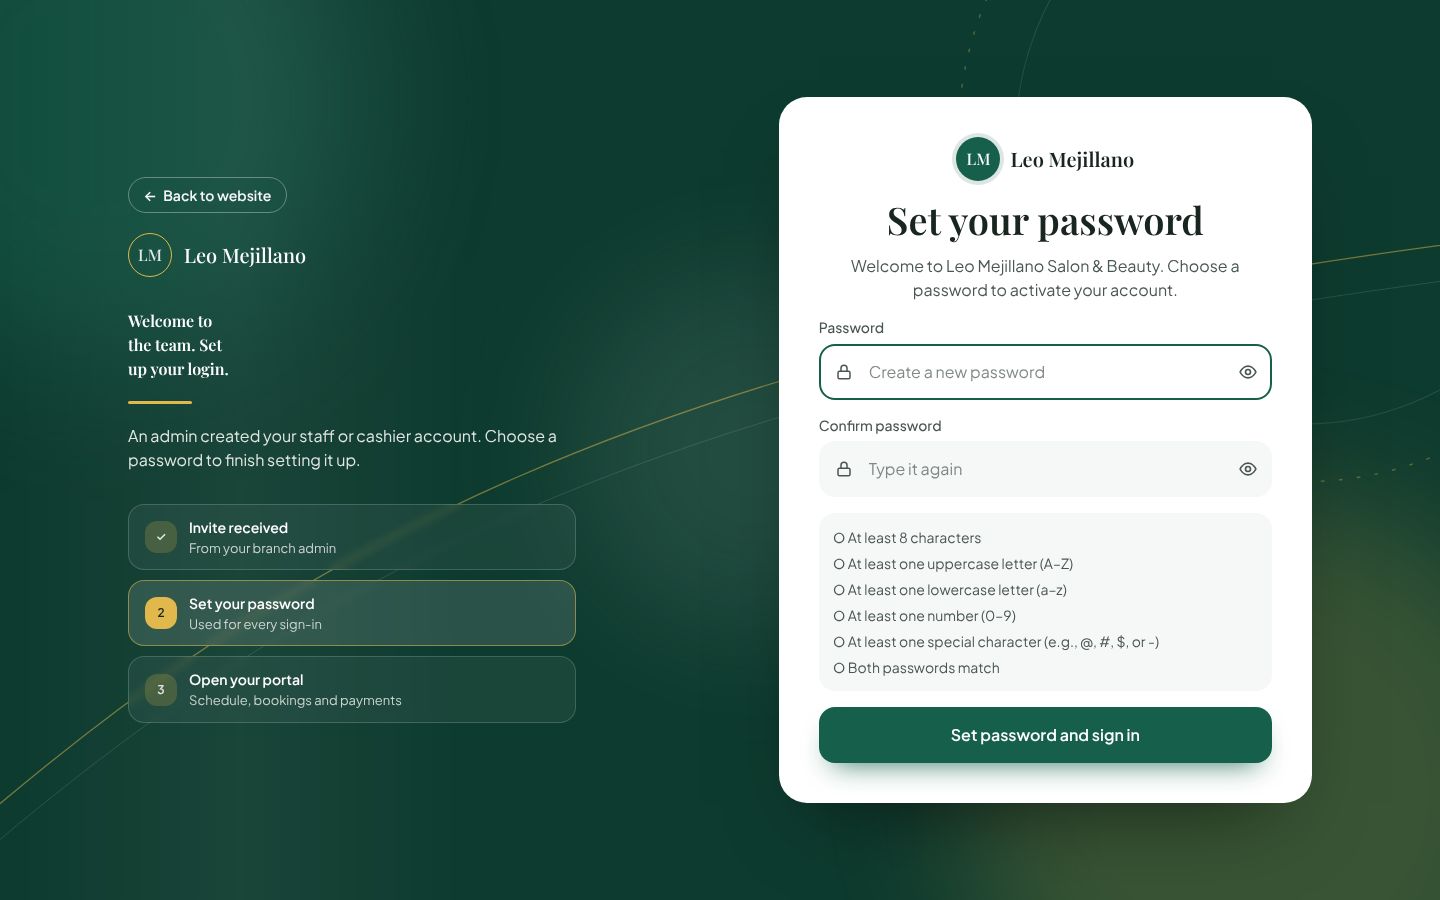 ← Back to website
LM Leo Mejillano
Welcome to
the team. Set
up your login.
An admin created your staff or cashier account. Choose a
password to finish setting it up.
Invite received
From your branch admin
2
Set your password
Used for every sign-in
3
Open your portal
Schedule, bookings and payments
LM Leo Mejillano
Set your password
Welcome to Leo Mejillano Salon & Beauty. Choose a
password to activate your account.
Password
Create a new password
Confirm password
Type it again
O At least 8 characters
O At least one uppercase letter (A–Z)
O At least one lowercase letter (a–z)
O At least one number (0–9)
O At least one special character (e.g., @, #, $, or -)
O Both passwords match
Set password and sign in